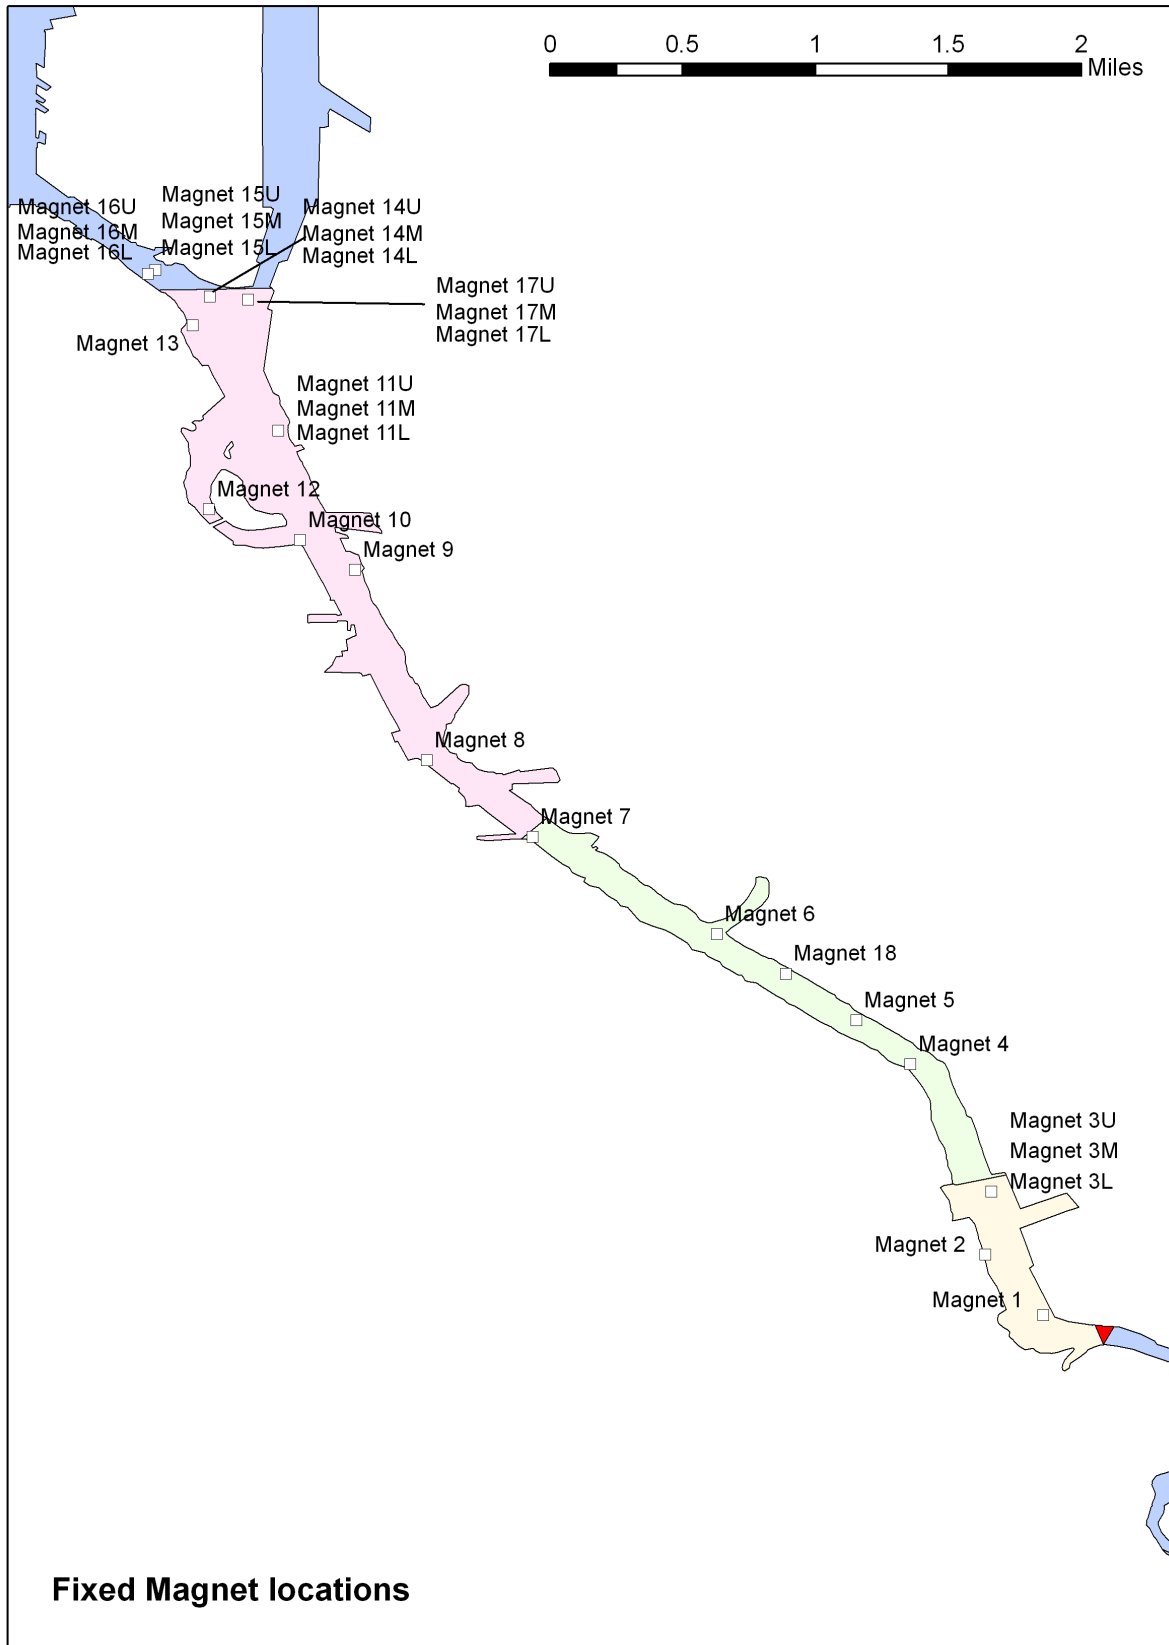 0 0.5 1 1.5 2
Miles
Magnet 16U
Magnet 16M
Magnet 16L
Magnet 15U
Magnet 15M
Magnet 15L
Magnet 14U
Magnet 14M
Magnet 14L
Magnet 17U
Magnet 17M
Magnet 17L
Magnet 13
Magnet 11U
Magnet 11M
Magnet 11L
Magnet 12
Magnet 10
Magnet 9
Magnet 8
Magnet 7
Magnet 6
Magnet 18
Magnet 5
Magnet 4
Magnet 3U
Magnet 3M
Magnet 3L
Magnet 2
Magnet 1
Fixed Magnet locations